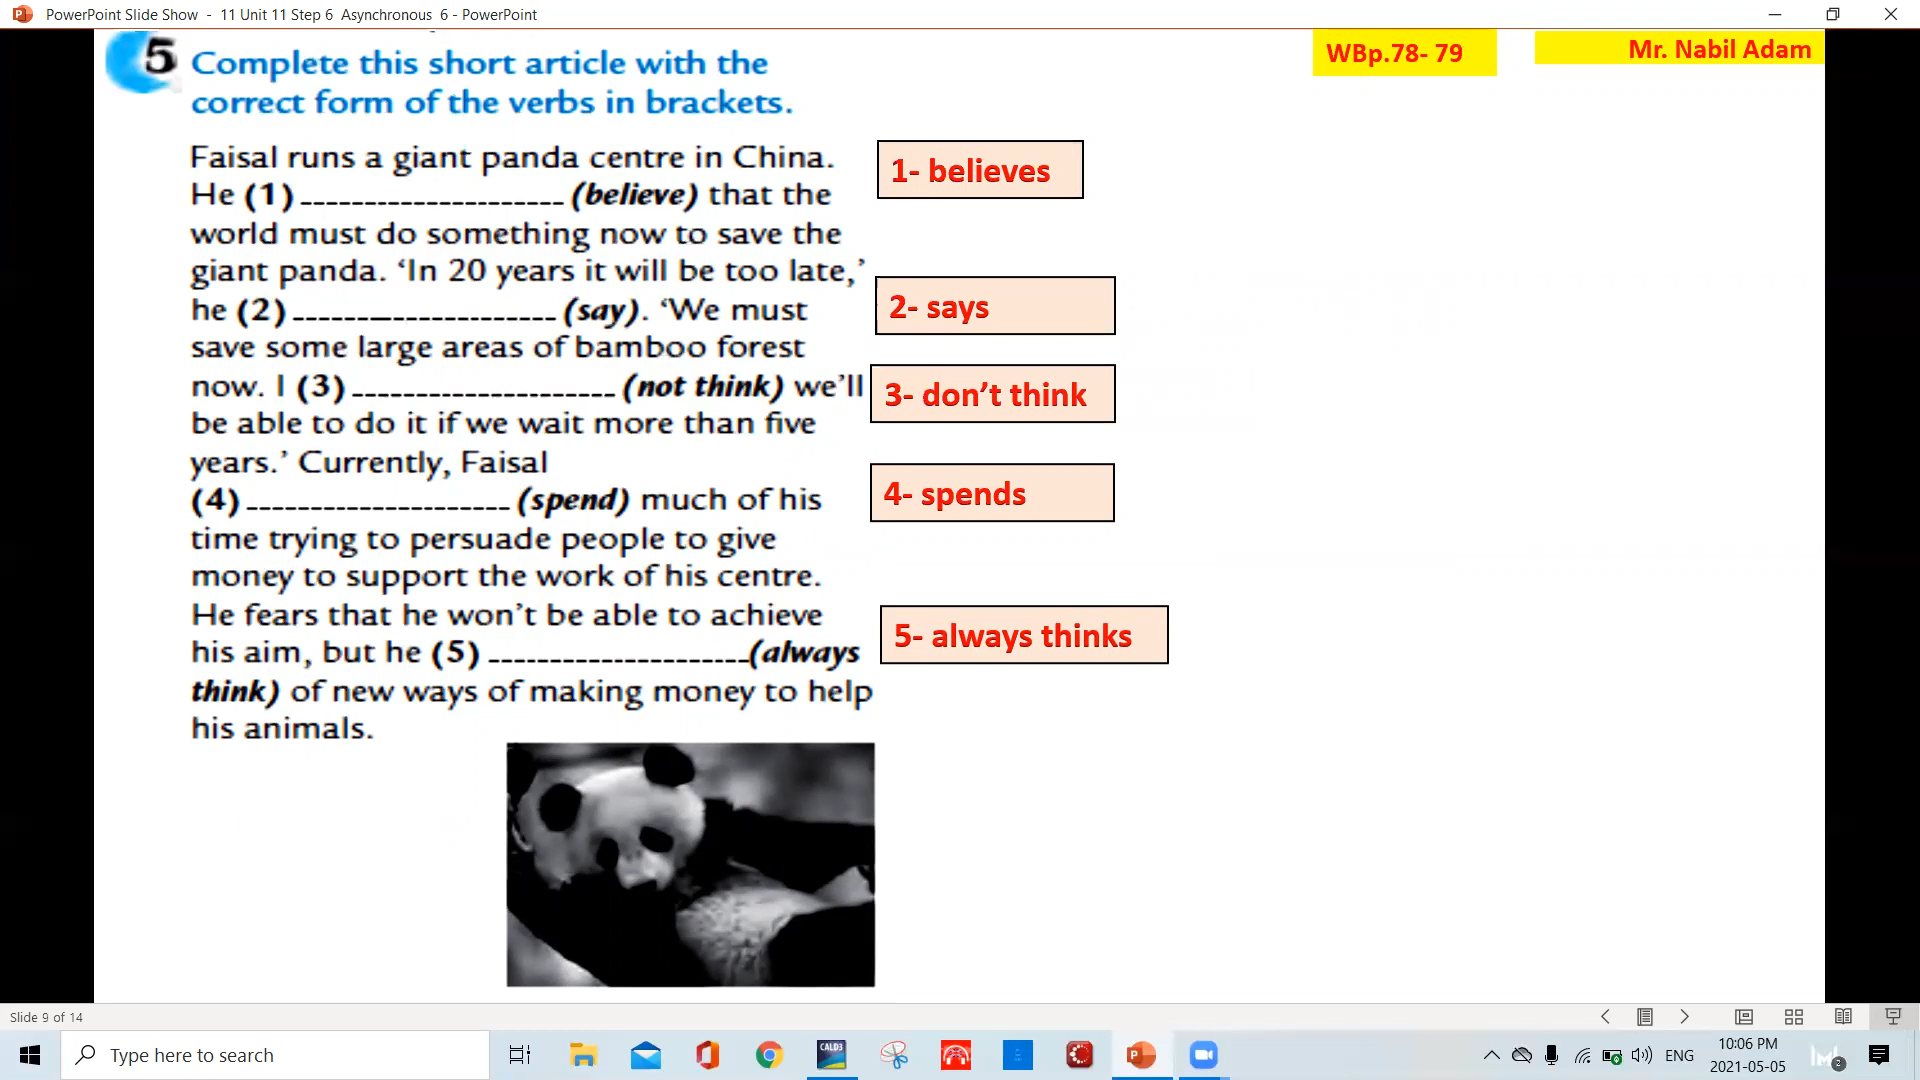 PowerPoint Slide Show - 11 Unit 11 Step 6 Asynchronous 6 - PowerPoint
5
Complete this short article with the
correct form of the verbs in brackets.
WBp.78- 79
Mr. Nabil Adam
Faisal runs a giant panda centre in China.
He (1) _____________________ (believe) that the
world must do something now to save the
giant panda. ‘In 20 years it will be too late,’
he (2) _____________________ (say). ‘We must
save some large areas of bamboo forest
now. I (3) _____________________ (not think) we’ll
be able to do it if we wait more than five
years.’ Currently, Faisal
(4) _____________________ (spend) much of his
time trying to persuade people to give
money to support the work of his centre.
He fears that he won’t be able to achieve
his aim, but he (5) _____________________(always
think) of new ways of making money to help
his animals.
1- believes
2- says
3- don’t think
4- spends
5- always thinks
Slide 9 of 14
Type here to search
CALD3
ENG
10:06 PM
2021-05-05
2